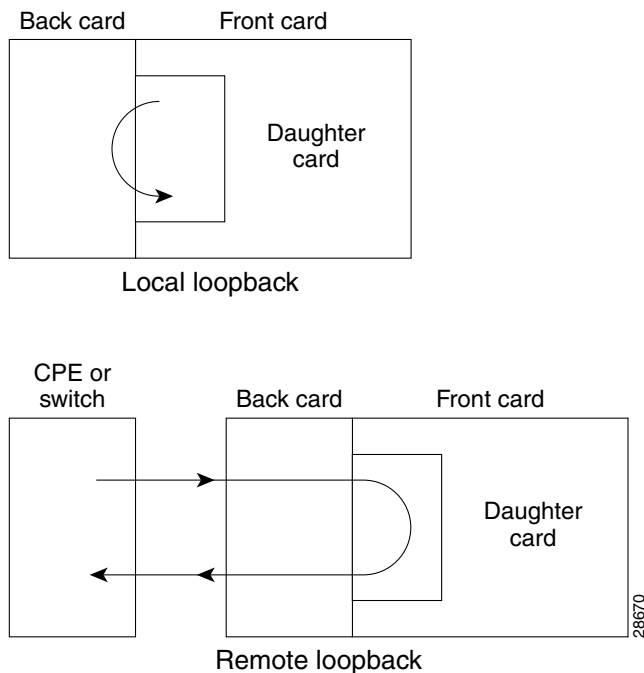 Back card
Front card
Daughter
card
Local loopback
CPE or
switch
Back card
Front card
Daughter
card
28670
Remote loopback